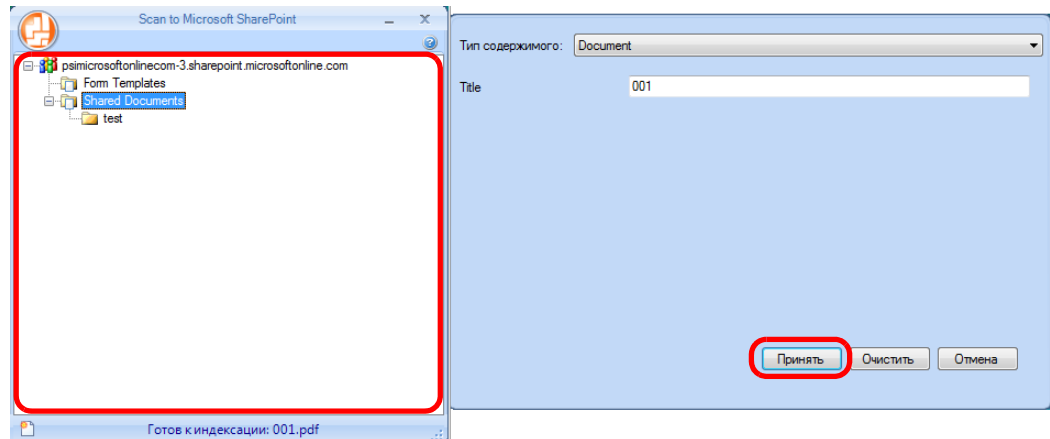 Scan to Microsoft SharePoint
psimicrosoftonlinecom-3.sharepoint.microsoftonline.com
Form Templates
Shared Documents
test
Готов к индексации: 001.pdf
Тип содержимого: Document
Title 001
Принять Очистить Отмена